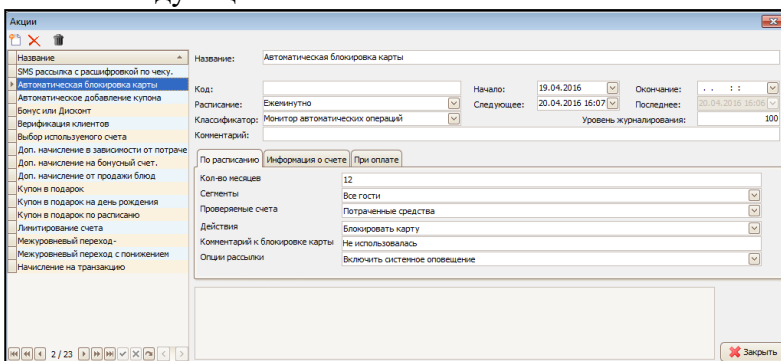 Акции
Название
SMS рассылка с расшифровкой по чеку.
Автоматическая блокировка карты
Автоматическое добавление купона
Бонус или Дисконт
Верификация клиентов
Выбор используемого счета
Доп. начисление в зависимости от потраче
Доп. начисление на бонусный счет.
Доп. начисление от продажи блюд
Купон в подарок
Купон в подарок на день рождения
Купон в подарок по расписаню
Лимитирование счета
Межуровневый переход-
Межуровневый переход с понижением
Начисление на транзакцию
2 / 23
Название: Автоматическая блокировка карты
Код: Начало: 19.04.2016 Окончание: . . : :
Расписание: Ежеминутно Следующее: 20.04.2016 16:07 Последнее: 20.04.2016 16:06
Классификатор: Монитор автоматических операций Уровень журналирования: 100
Комментарий:
По расписанию Информация о счете При оплате
Кол-во месяцев 12
Сегменты Все гости
Проверяемые счета Потраченные средства
Действия Блокировать карту
Комментарий к блокировке карты Не использовалась
Опции рассылки Включить системное оповещение
Закрыть